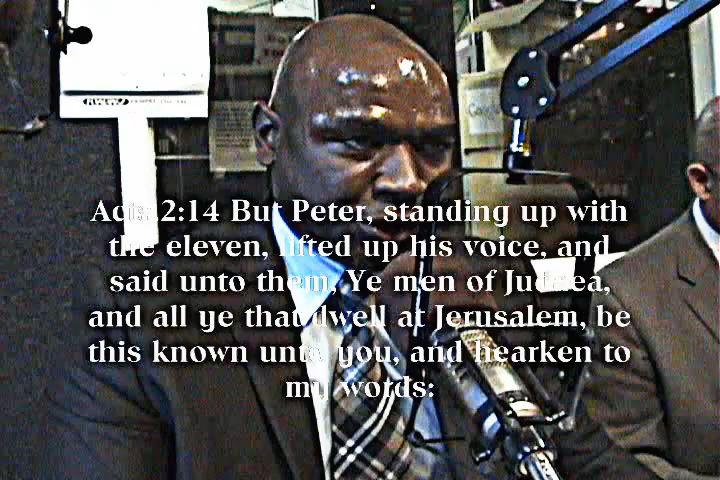 Acts 2:14 But Peter, standing up with
the eleven, lifted up his voice, and
said unto them, Ye men of Judaea,
and all ye that dwell at Jerusalem, be
this known unto you, and hearken to
my words: